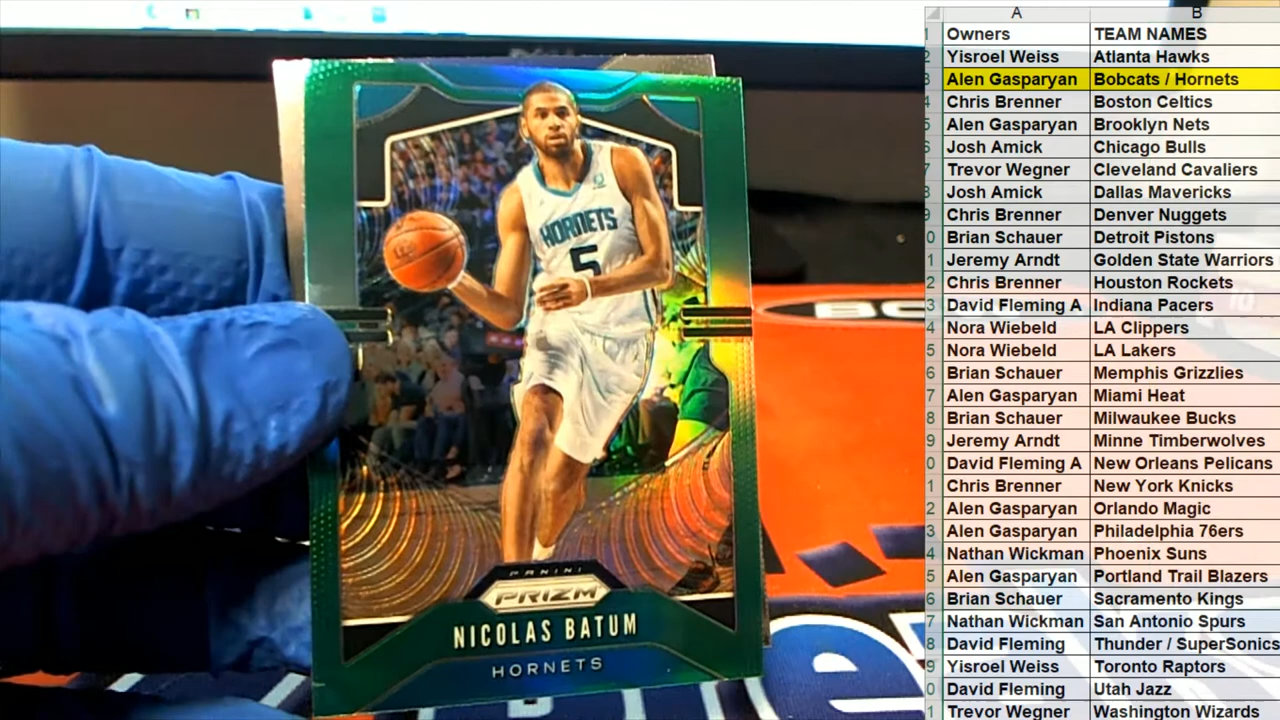 HORNETS
5
PANINI
PRIZM
NICOLAS BATUM
HORNETS
A B
Owners TEAM NAMES
Yisroel Weiss Atlanta Hawks
Alen Gasparyan Bobcats / Hornets
Chris Brenner Boston Celtics
Alen Gasparyan Brooklyn Nets
Josh Amick Chicago Bulls
Trevor Wegner Cleveland Cavaliers
Josh Amick Dallas Mavericks
Chris Brenner Denver Nuggets
Brian Schauer Detroit Pistons
Jeremy Arndt Golden State Warriors
Chris Brenner Houston Rockets
David Fleming A Indiana Pacers
Nora Wiebeld LA Clippers
Nora Wiebeld LA Lakers
Brian Schauer Memphis Grizzlies
Alen Gasparyan Miami Heat
Brian Schauer Milwaukee Bucks
Jeremy Arndt Minne Timberwolves
David Fleming A New Orleans Pelicans
Chris Brenner New York Knicks
Alen Gasparyan Orlando Magic
Alen Gasparyan Philadelphia 76ers
Nathan Wickman Phoenix Suns
Alen Gasparyan Portland Trail Blazers
Brian Schauer Sacramento Kings
Nathan Wickman San Antonio Spurs
David Fleming Thunder / SuperSonics
Yisroel Weiss Toronto Raptors
David Fleming Utah Jazz
Trevor Wegner Washington Wizards